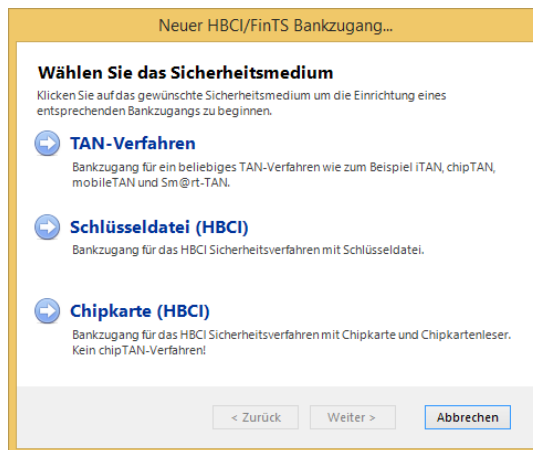 Neuer HBCI/FinTS Bankzugang...
Wählen Sie das Sicherheitsmedium
Klicken Sie auf das gewünschte Sicherheitsmedium um die Einrichtung eines
entsprechenden Bankzugangs zu beginnen.
TAN-Verfahren
Bankzugang für ein beliebiges TAN-Verfahren wie zum Beispiel iTAN, chipTAN,
mobileTAN und Sm@rt-TAN.
Schlüsseldatei (HBCI)
Bankzugang für das HBCI Sicherheitsverfahren mit Schlüsseldatei.
Chipkarte (HBCI)
Bankzugang für das HBCI Sicherheitsverfahren mit Chipkarte und Chipkartenleser.
Kein chipTAN-Verfahren!
< Zurück Weiter > Abbrechen